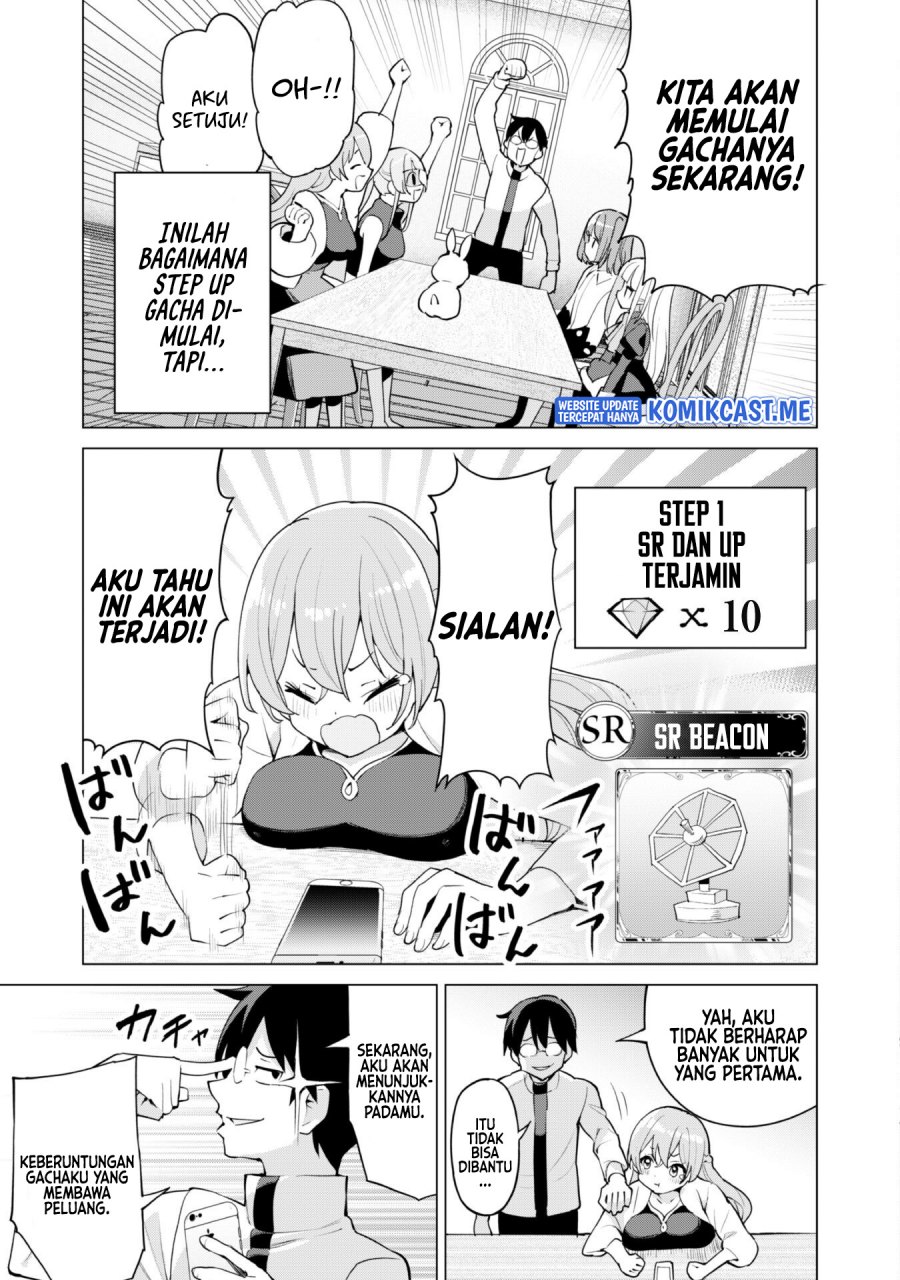 KITA AKAN
MEMULAI
GACHANYA
SEKARANG!
OH-!!
AKU
SETUJU!
INILAH
BAGAIMANA
STEP UP
GACHA DI-
MULAI,
TAPI...
WEBSITE UPDATE
TERCEPAT HANYA
KOMIKCAST.ME
STEP 1
SR DAN UP
TERJAMIN
x 10
SR
SR BEACON
ファァァァ
SIALAN!
AKU TAHU
INI AKAN
TERJADI!
ばん
ばん
ばん
ばん
YAH, AKU
TIDAK BERHARAP
BANYAK UNTUK
YANG PERTAMA.
ITU
TIDAK
BISA
DIBANTU
...
SEKARANG,
AKU AKAN
MENUNJUK-
KANNYA
PADAMU.
カチャ
KEBERUNTUNGAN
GACHAKU YANG
MEMBAWA
PELUANG.